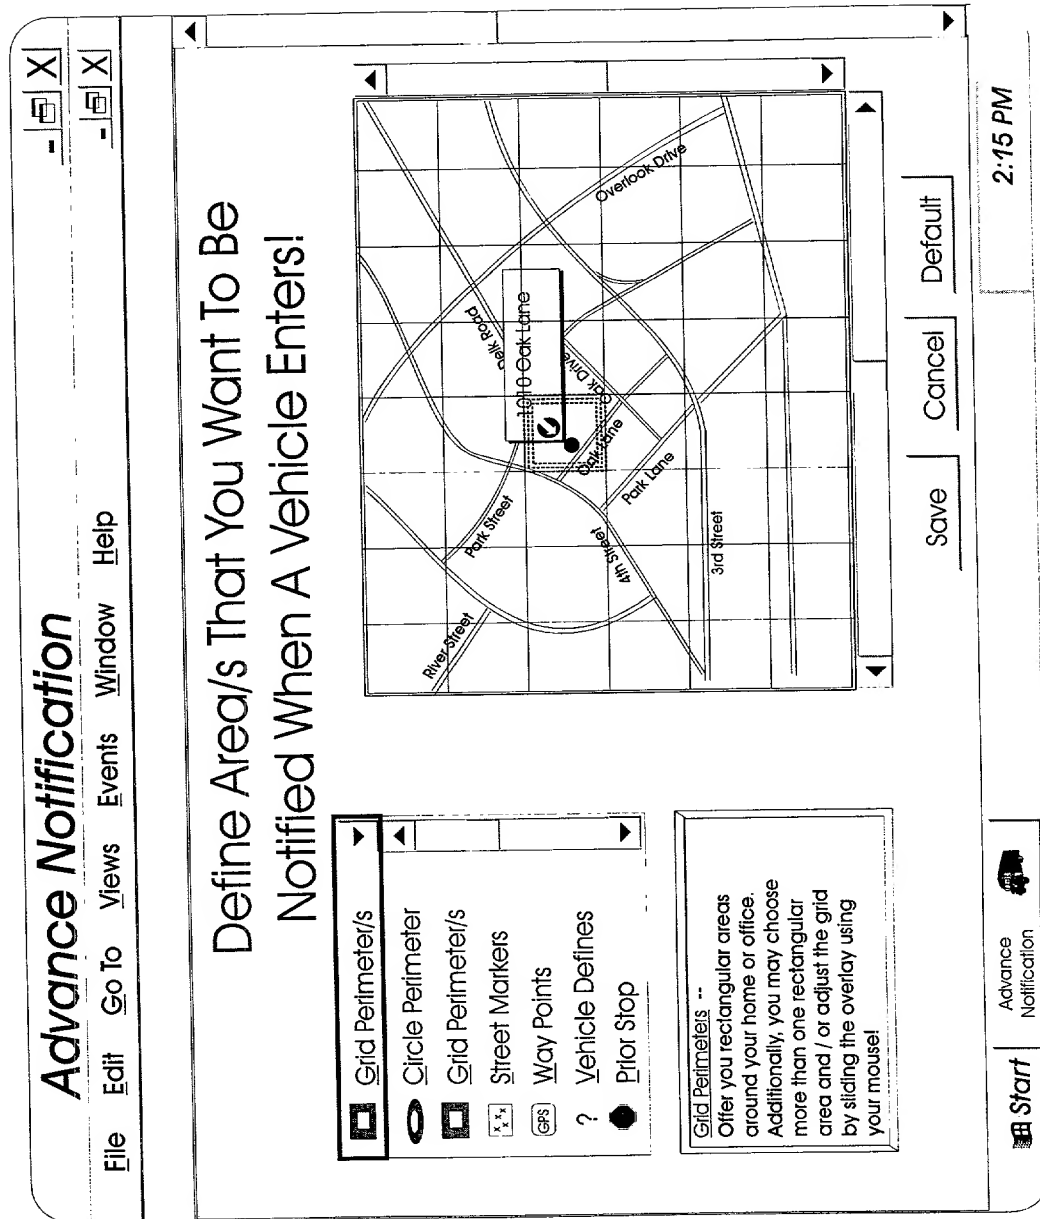 Advance Notification
X
File Edit Go To Views Events Window Help
X
Define Area/s That You Want To Be
Notified When A Vehicle Enters!
Grid Perimeter/s
Circle Perimeter
Grid Perimeter/s
Street Markers
GPS Way Points
? Vehicle Defines
Prior Stop
Grid Perimeters --
Offer you rectangular areas
around your home or office.
Additionally, you may choose
more than one rectangular
area and / or adjust the grid
by sliding the overlay using
your mouse!
River Street
Park Street
Delk Road
1010 Oak Lane
Oak Drive
Oak Lane
Overlook Drive
4th Street
Park Lane
3rd Street
Save
Cancel
Default
Start
Advance
Notification
2:15 PM